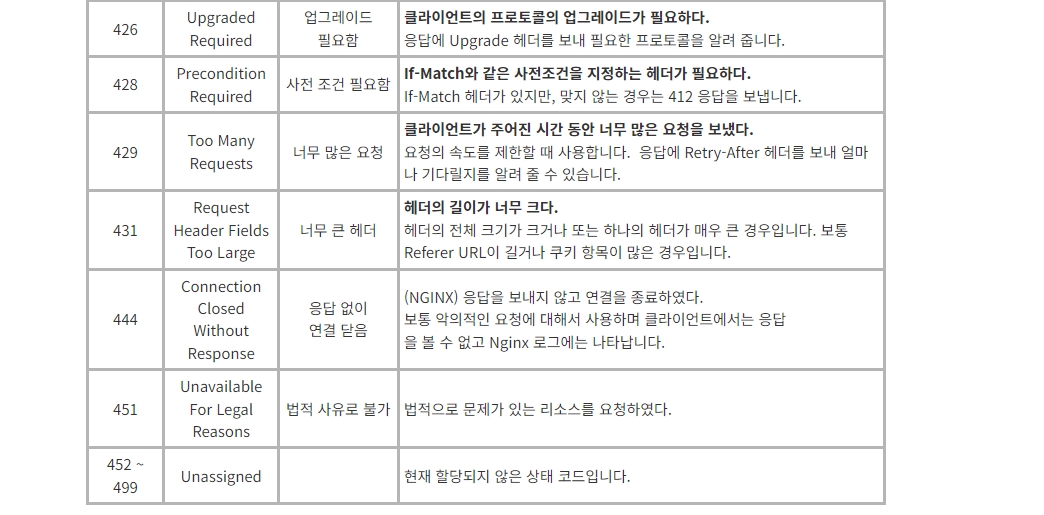 426
Upgraded
Required
업그레이드
필요함
클라이언트의 프로토콜의 업그레이드가 필요하다.
응답에 Upgrade 헤더를 보내 필요한 프로토콜을 알려 줍니다.
428
Precondition
Required
사전 조건 필요함
If-Match와 같은 사전조건을 지정하는 헤더가 필요하다.
If-Match 헤더가 있지만, 맞지 않는 경우는 412 응답을 보냅니다.
429
Too Many
Requests
너무 많은 요청
클라이언트가 주어진 시간 동안 너무 많은 요청을 보냈다.
요청의 속도를 제한할 때 사용합니다. 응답에 Retry-After 헤더를 보내 얼마
나 기다릴지를 알려 줄 수 있습니다.
431
Request
Header Fields
Too Large
너무 큰 헤더
헤더의 길이가 너무 크다.
헤더의 전체 크기가 크거나 또는 하나의 헤더가 매우 큰 경우입니다. 보통
Referer URL이 길거나 쿠키 항목이 많은 경우입니다.
444
Connection
Closed
Without
Response
응답 없이
연결 닫음
(NGINX) 응답을 보내지 않고 연결을 종료하였다.
보통 악의적인 요청에 대해서 사용하며 클라이언트에서는 응답
을 볼 수 없고 Nginx 로그에는 나타납니다.
451
Unavailable
For Legal
Reasons
법적 사유로 불가
법적으로 문제가 있는 리소스를 요청하였다.
452 ~
499
Unassigned
현재 할당되지 않은 상태 코드입니다.